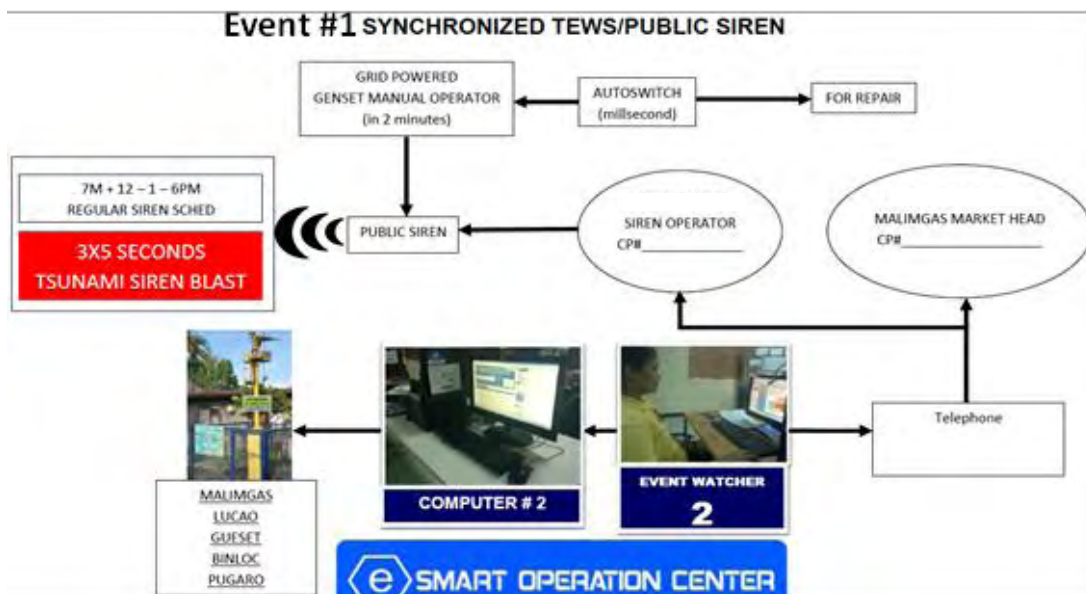 Event #1 SYNCHRONIZED TEWS/PUBLIC SIREN
GRID POWERED
GENSET MANUAL OPERATOR
(in 2 minutes)
AUTOSWITCH
(millsecond)
FOR REPAIR
7M + 12 – 1 – 6PM
REGULAR SIREN SCHED
3X5 SECONDS
TSUNAMI SIREN BLAST
PUBLIC SIREN
SIREN OPERATOR
CP#_______________
MALIMGAS MARKET HEAD
CP#_____________________
Telephone
COMPUTER # 2
EVENT WATCHER
2
MALIMGAS
LUCAO
GUESET
BINLOC
PUGARO
e SMART OPERATION CENTER